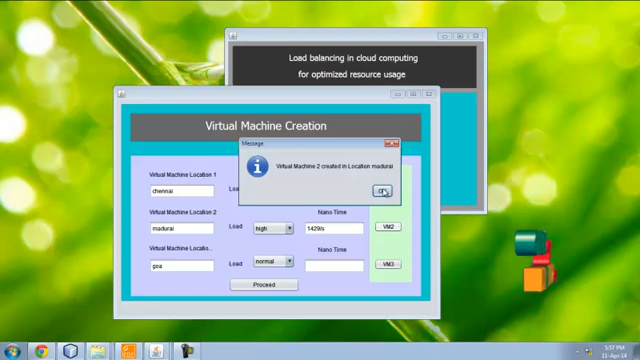 Load balancing in cloud computing
for optimized resource usage
Virtual Machine Creation
Message
Virtual Machine 2 created in Location madurai
Virtual Machine Location 1
chennai
Virtual Machine Location 2
Nano Time
madurai
Load
high
1429/s
VM2
Virtual Machine Locatio...
Nano Time
goa
Load
normal
VM3
Proceed
5:57 PM
11-Apr-14